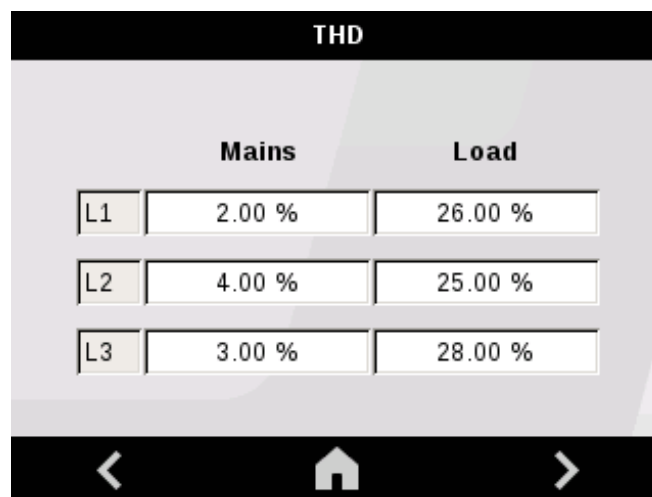 THD
Mains Load
L1 2.00 % 26.00 %
L2 4.00 % 25.00 %
L3 3.00 % 28.00 %